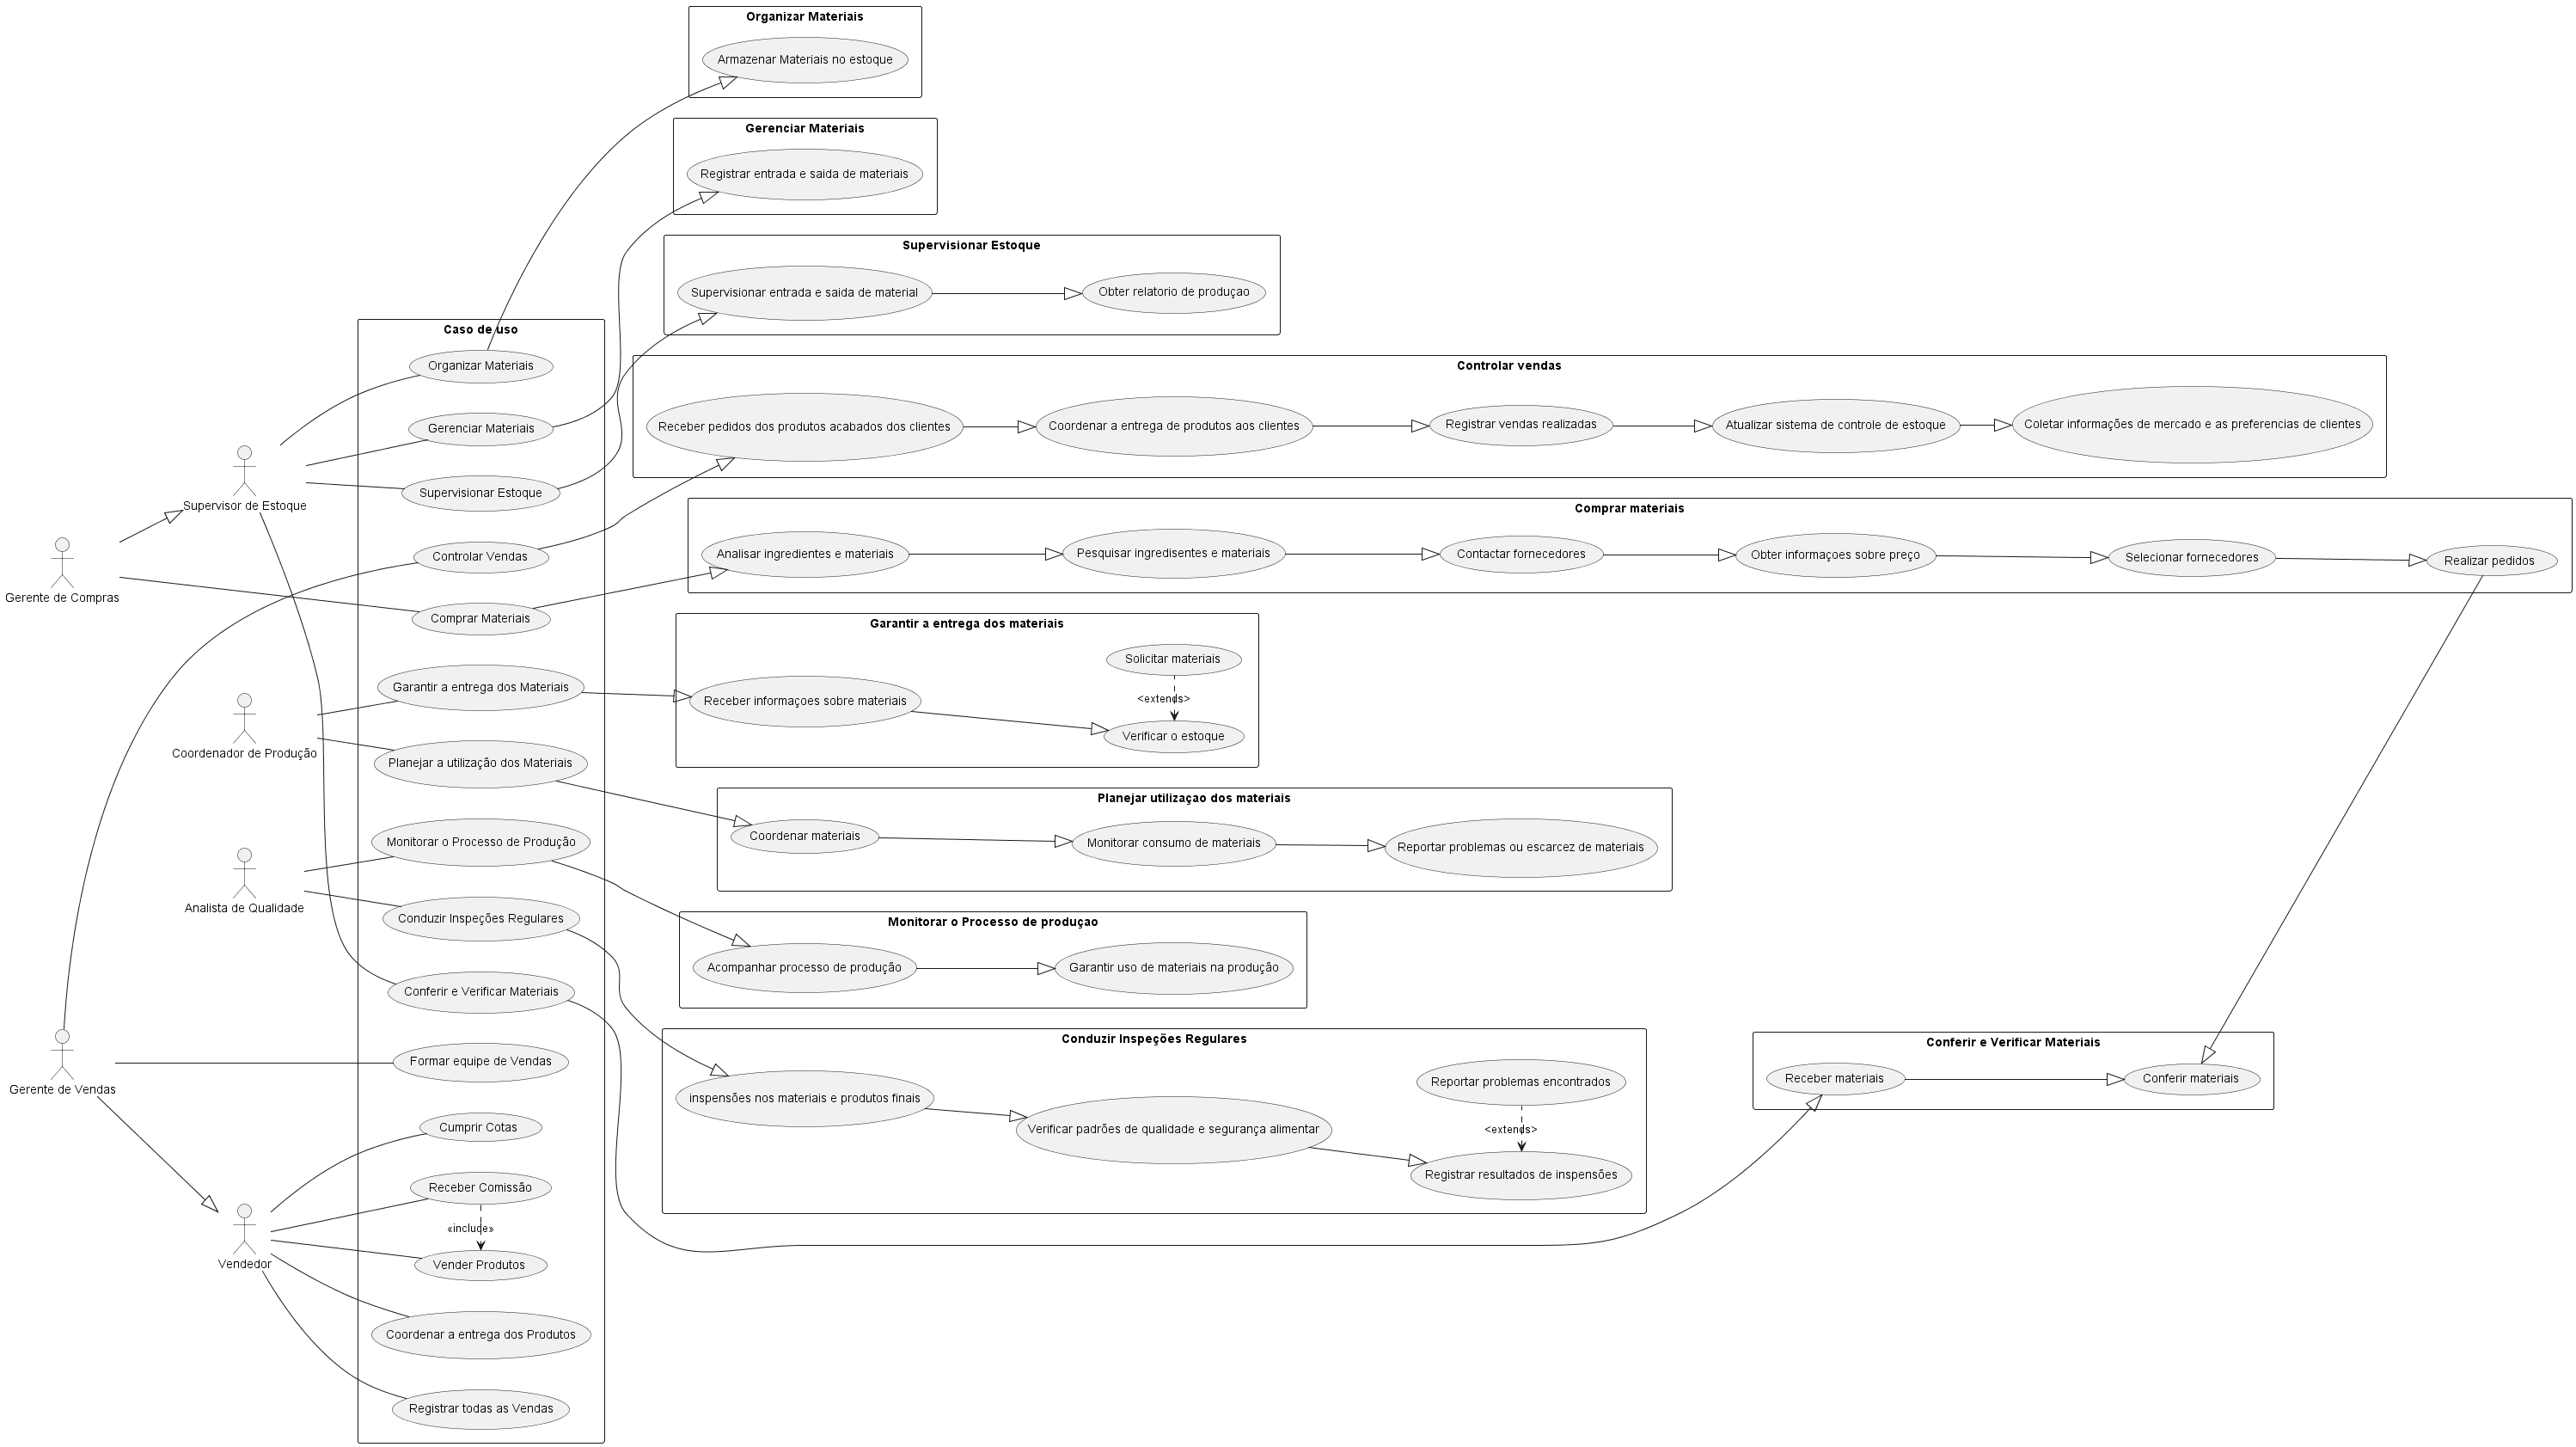 Organizar Materiais
Armazenar Materiais no estoque
Gerenciar Materiais
Registrar entrada e saida de materiais
Supervisionar Estoque
Supervisionar entrada e saida de material
Obter relatorio de produçao
Caso de uso
Organizar Materiais
Gerenciar Materiais
Supervisionar Estoque
Controlar Vendas
Comprar Materiais
Garantir a entrega dos Materiais
Planejar a utilização dos Materiais
Monitorar o Processo de Produção
Conduzir Inspeções Regulares
Conferir e Verificar Materiais
Formar equipe de Vendas
Cumprir Cotas
Receber Comissão
«include»
Vender Produtos
Coordenar a entrega dos Produtos
Registrar todas as Vendas
Supervisor de Estoque
Gerente de Compras
Coordenador de Produção
Analista de Qualidade
Gerente de Vendas
Vendedor
Controlar vendas
Receber pedidos dos produtos acabados dos clientes
Coordenar a entrega de produtos aos clientes
Registrar vendas realizadas
Atualizar sistema de controle de estoque
Coletar informações de mercado e as preferencias de clientes
Comprar materiais
Analisar ingredientes e materiais
Pesquisar ingredisentes e materiais
Contactar fornecedores
Obter informaçoes sobre preço
Selecionar fornecedores
Realizar pedidos
Garantir a entrega dos materiais
Solicitar materiais
<extends>
Receber informaçoes sobre materiais
Verificar o estoque
Planejar utilizaçao dos materiais
Coordenar materiais
Monitorar consumo de materiais
Reportar problemas ou escarcez de materiais
Monitorar o Processo de produçao
Acompanhar processo de produção
Garantir uso de materiais na produção
Conduzir Inspeções Regulares
inspensões nos materiais e produtos finais
Verificar padrões de qualidade e segurança alimentar
Reportar problemas encontrados
<extends>
Registrar resultados de inspensões
Conferir e Verificar Materiais
Receber materiais
Conferir materiais